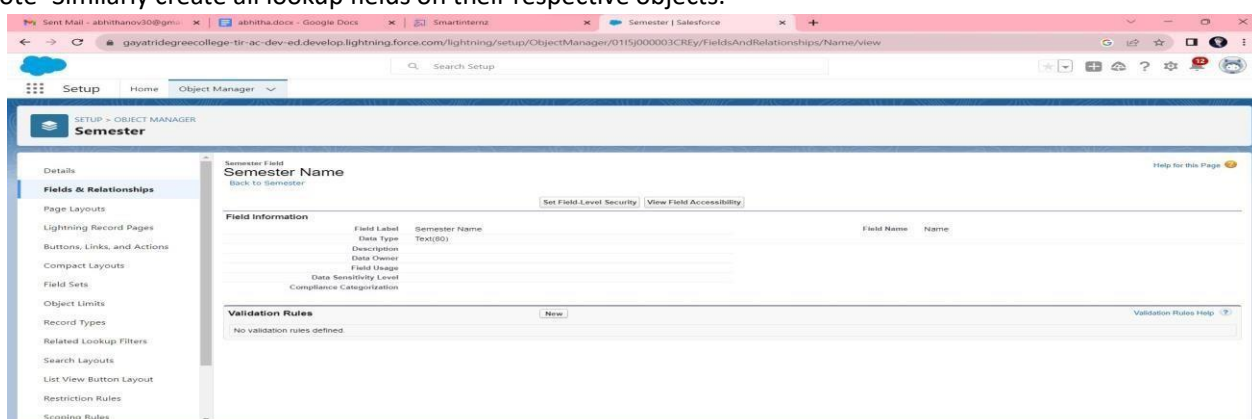 ote- Similarly create all lookup fields on their respective objects.
Sent Mail - abhithanov30@gm
abhitha.docx - Google Docs
Smartinternz
Semester | Salesforce
gayatridegreecollege-tir-ac-dev-ed.develop.lightning.force.com/lightning/setup/ObjectManager/01I5j000003CREy/FieldsAndRelationships/Name/view
Search Setup
12
Setup Home Object Manager
SETUP > OBJECT MANAGER
Semester
Details
Fields & Relationships
Page Layouts
Lightning Record Pages
Buttons, Links, and Actions
Compact Layouts
Field Sets
Object Limits
Record Types
Related Lookup Filters
Search Layouts
List View Button Layout
Restriction Rules
Scoping Rules
Semester Field
Semester Name
Back to Semester
Help for this Page
Set Field-Level Security View Field Accessibility
Field Information
Field Label Semester Name Field Name Name
Data Type Text(80)
Description
Data Owner
Field Usage
Data Sensitivity Level
Compliance Categorization
Validation Rules New Validation Rules Help ?
No validation rules defined.